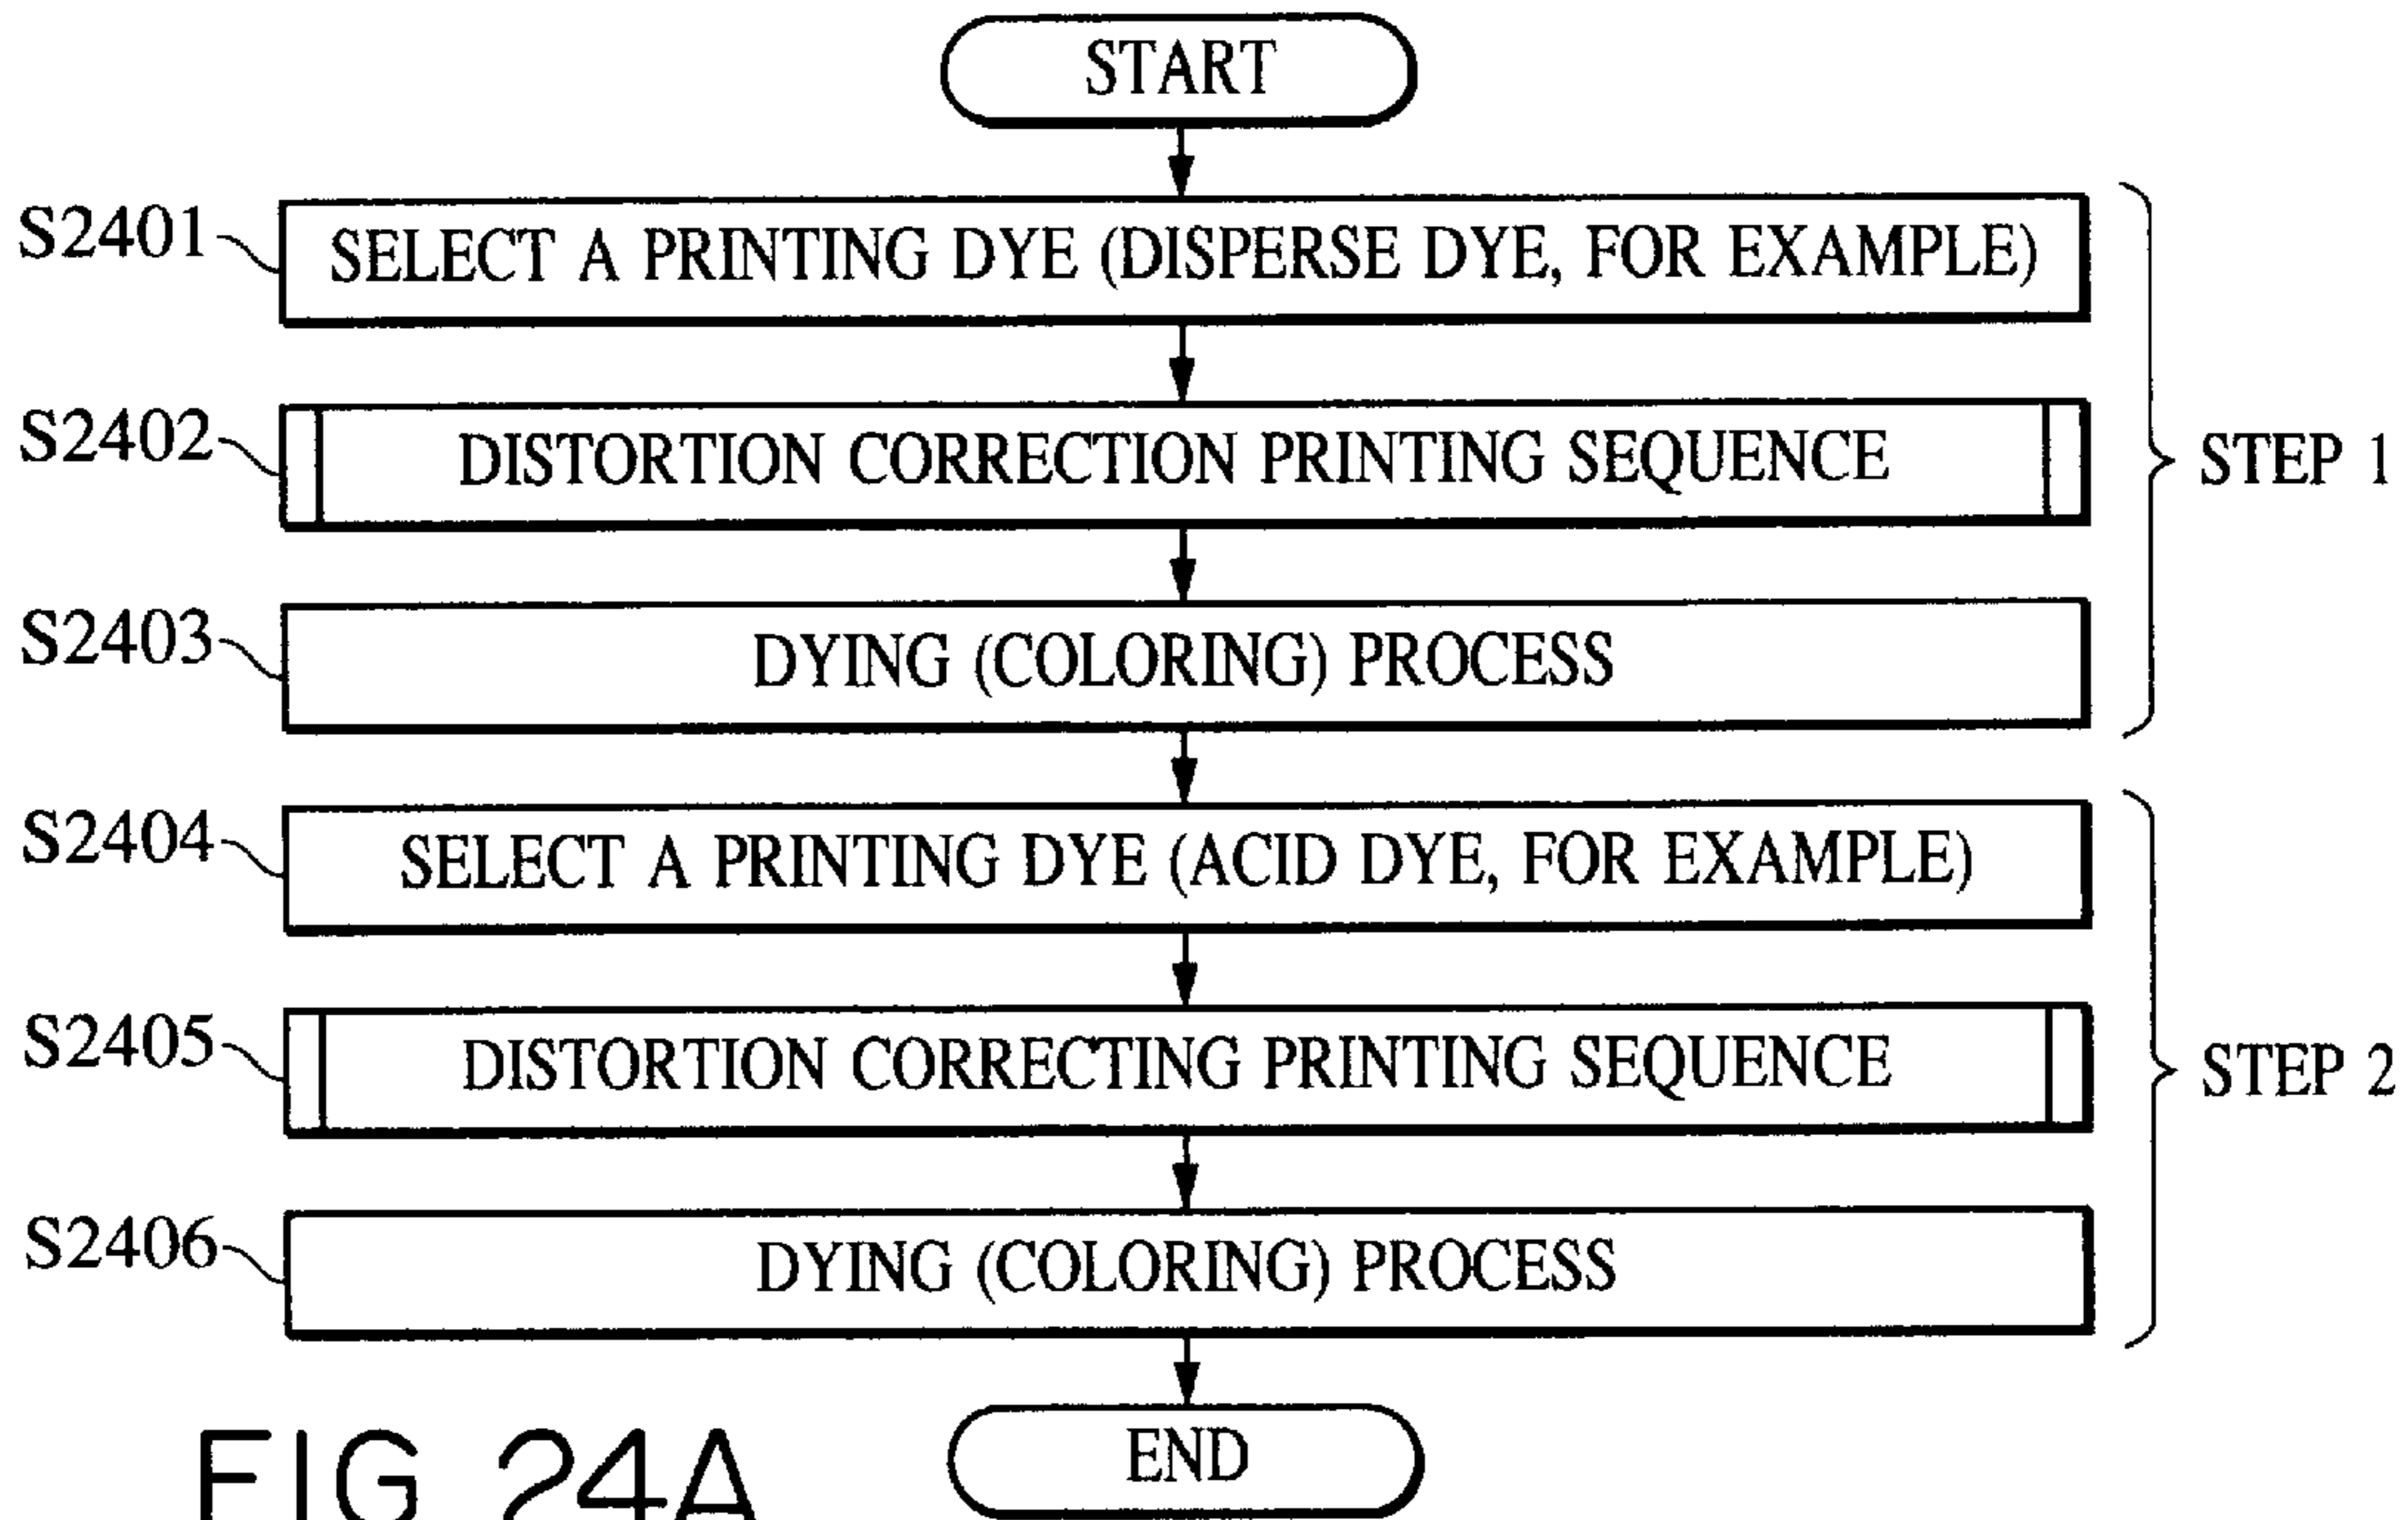 START
S2401
SELECT A PRINTING DYE (DISPERSE DYE, FOR EXAMPLE)
S2402
DISTORTION CORRECTION PRINTING SEQUENCE
STEP 1
S2403
DYING (COLORING) PROCESS
S2404
SELECT A PRINTING DYE (ACID DYE, FOR EXAMPLE)
S2405
DISTORTION CORRECTING PRINTING SEQUENCE
STEP 2
S2406
DYING (COLORING) PROCESS
END
FIG 24A